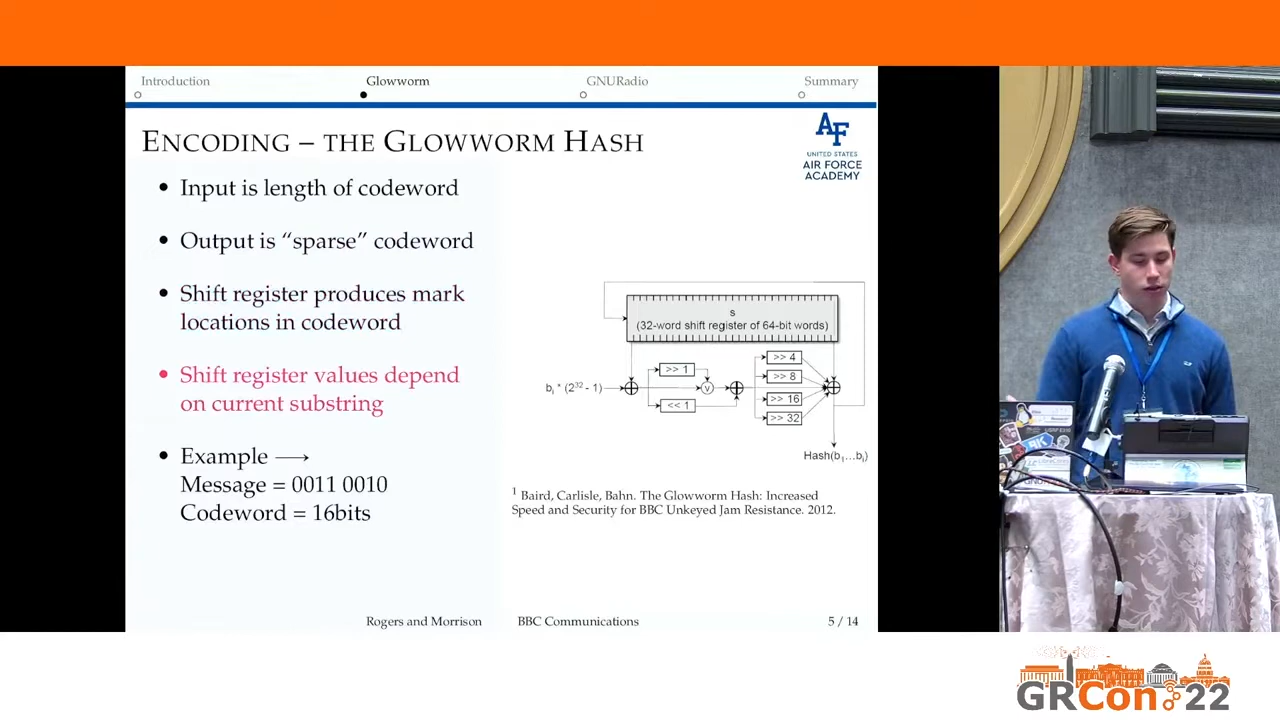 Introduction
Glowworm
GNURadio
Summary
ENCODING – THE GLOWWORM HASH
AF
UNITED STATES
AIR FORCE
ACADEMY
• Input is length of codeword
• Output is “sparse” codeword
• Shift register produces mark
locations in codeword
• Shift register values depend
on current substring
• Example ⟶
Message = 0011 0010
Codeword = 16bits
s
(32-word shift register of 64-bit words)
bᵢ * (2³² - 1)
>> 1
<< 1
v
>> 4
>> 8
>> 16
>> 32
Hash(b₁...bᵢ)
¹ Baird, Carlisle, Bahn. The Glowworm Hash: Increased
Speed and Security for BBC Unkeyed Jam Resistance. 2012.
Rogers and Morrison
BBC Communications
5 / 14
GRCon 22